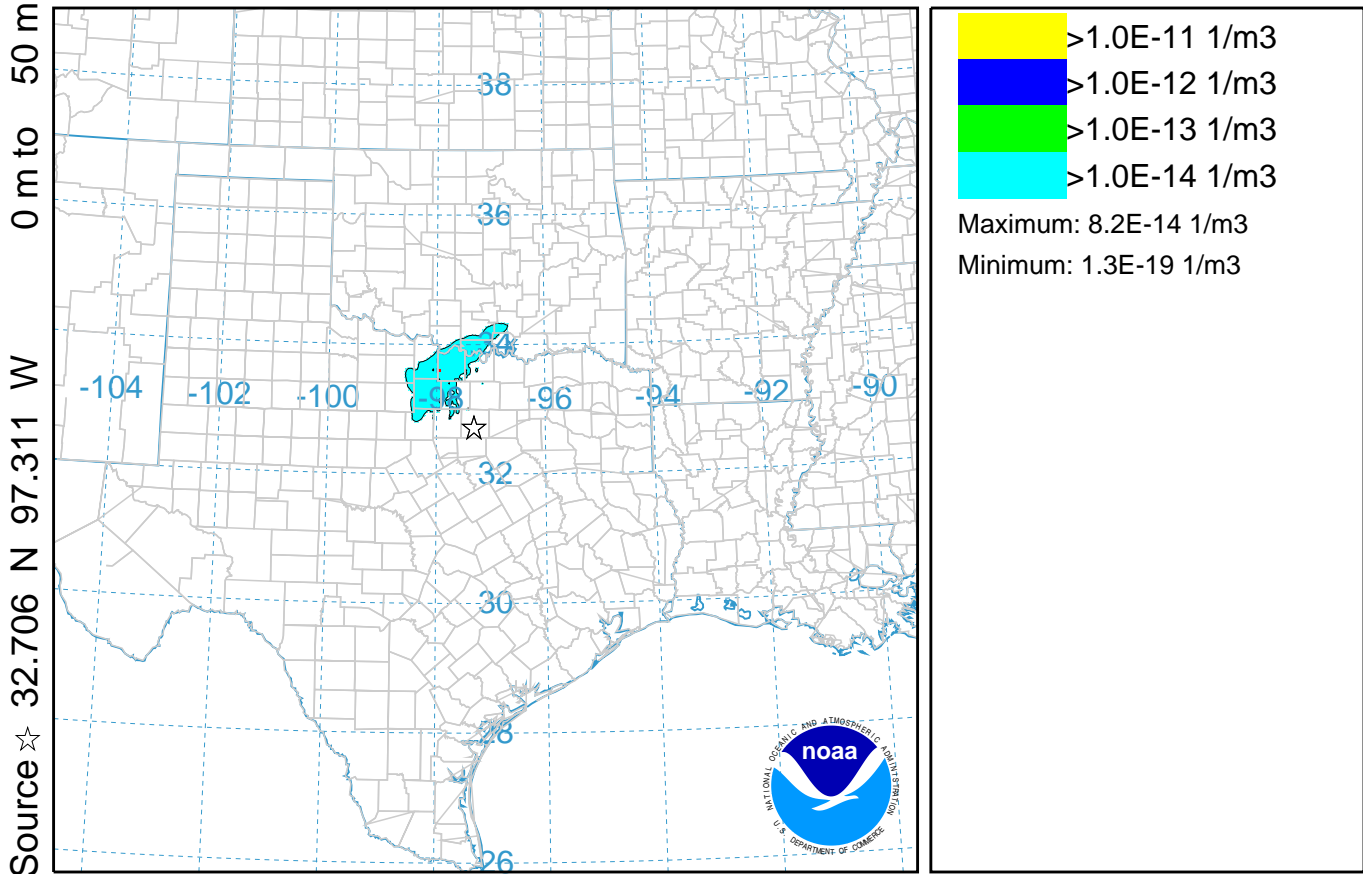 Source ☆ 32.706 N 97.311 W 0 m to 50 m
>1.0E-11 1/m3
>1.0E-12 1/m3
>1.0E-13 1/m3
>1.0E-14 1/m3
Maximum: 8.2E-14 1/m3
Minimum: 1.3E-19 1/m3
38
36
-104
-102
-100
-98
-96
-94
-92
-90
32
30
28
26
NATIONAL OCEANIC AND ATMOSPHERIC ADMINISTRATION
noaa
U.S. DEPARTMENT OF COMMERCE